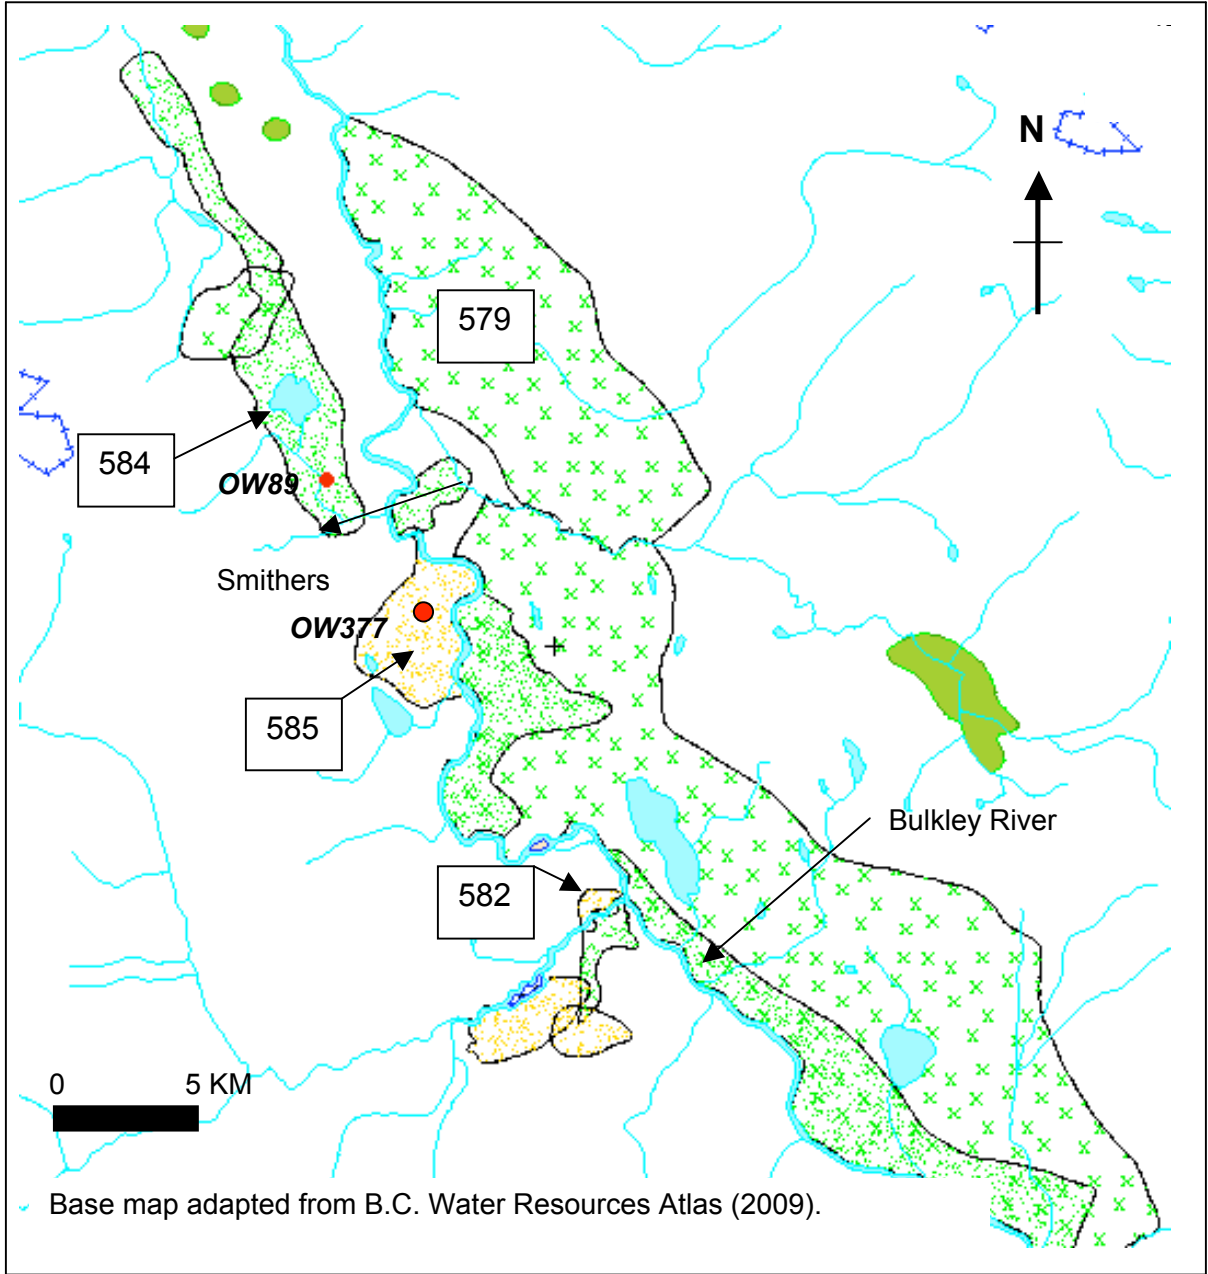 N
579
584
OW89
Smithers
OW377
585
Bulkley River
582
0 5 KM
Base map adapted from B.C. Water Resources Atlas (2009).